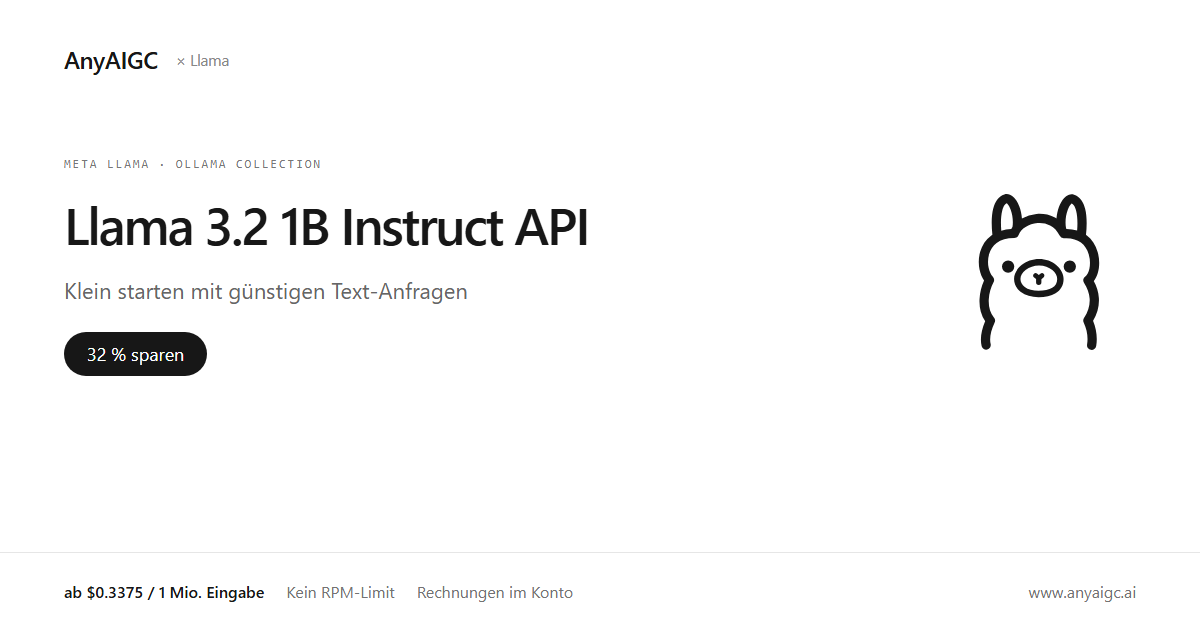 AnyAIGC × Llama
META LLAMA · OLLAMA COLLECTION
Llama 3.2 1B Instruct API
Klein starten mit günstigen Text-Anfragen
32 % sparen
ab $0.3375 / 1 Mio. Eingabe Kein RPM-Limit Rechnungen im Konto www.anyaigc.ai